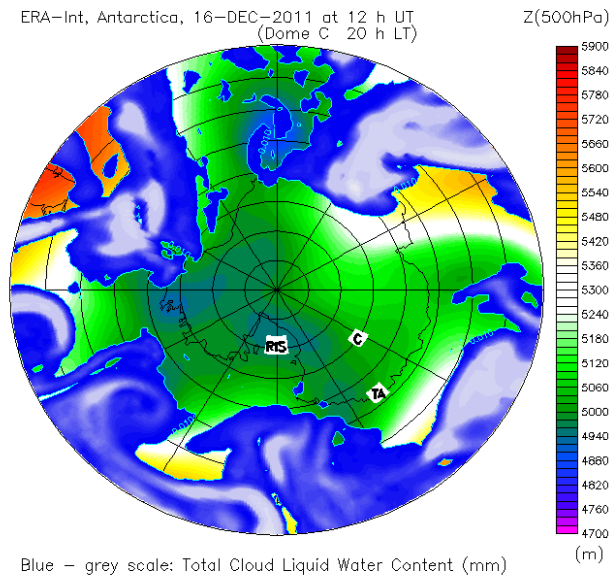 ERA-Int, Antarctica, 16-DEC-2011 at 12 h UT
(Dome C 20 h LT)
Z(500hPa)
5900
5780
5720
5660
5600
5540
5480
5420
5360
5300
5240
5180
5120
5060
5000
4940
4880
4820
4760
4700
(m)
0.010
C
RIS
TA
Blue – grey scale: Total Cloud Liquid Water Content (mm)